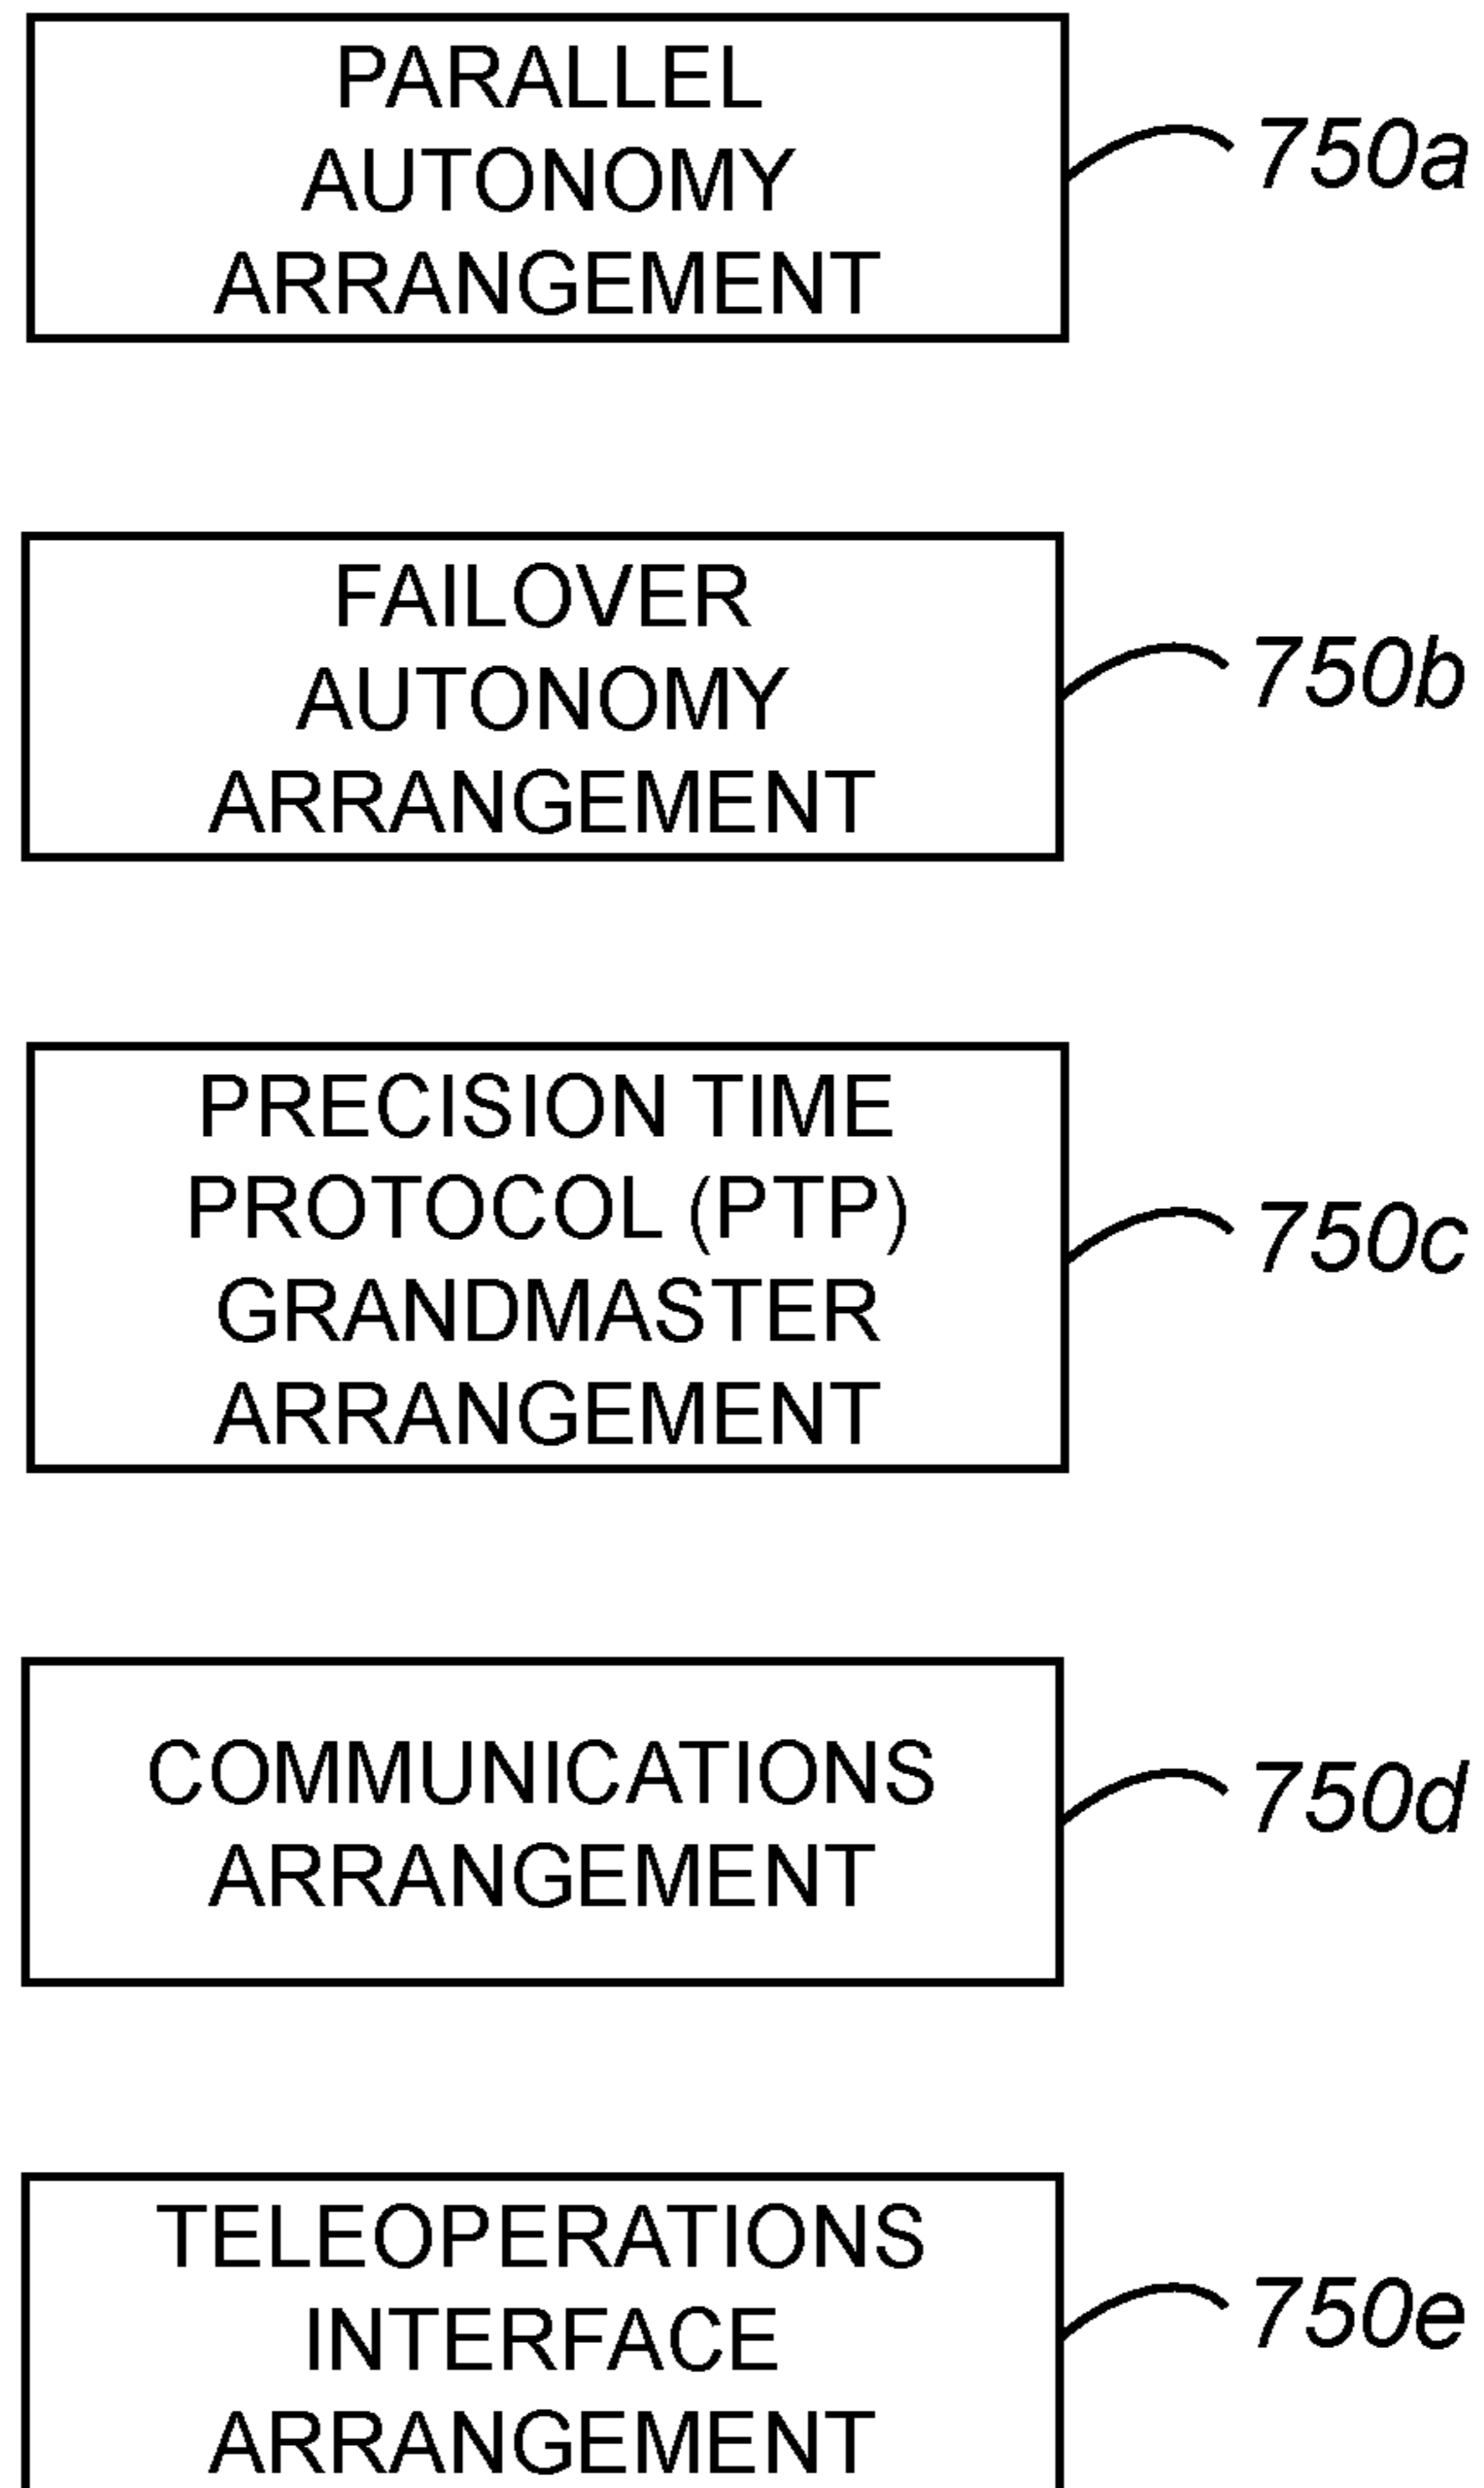 PARALLEL
AUTONOMY
ARRANGEMENT
750a
FAILOVER
AUTONOMY
ARRANGEMENT
750b
PRECISION TIME
PROTOCOL (PTP)
GRANDMASTER
ARRANGEMENT
750c
COMMUNICATIONS
ARRANGEMENT
750d
TELEOPERATIONS
INTERFACE
ARRANGEMENT
750e